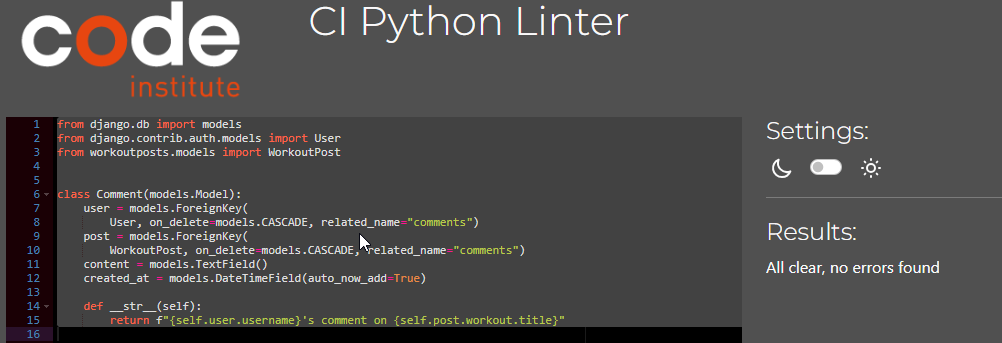 code
institute
CI Python Linter
1 from django.db import models
2 from django.contrib.auth.models import User
3 from workoutposts.models import WorkoutPost
4
5
6 class Comment(models.Model):
7     user = models.ForeignKey(
8         User, on_delete=models.CASCADE, related_name="comments")
9     post = models.ForeignKey(
10         WorkoutPost, on_delete=models.CASCADE, related_name="comments")
11     content = models.TextField()
12     created_at = models.DateTimeField(auto_now_add=True)
13
14     def __str__(self):
15         return f"{self.user.username}'s comment on {self.post.workout.title}"
16
Settings:
Results:
All clear, no errors found